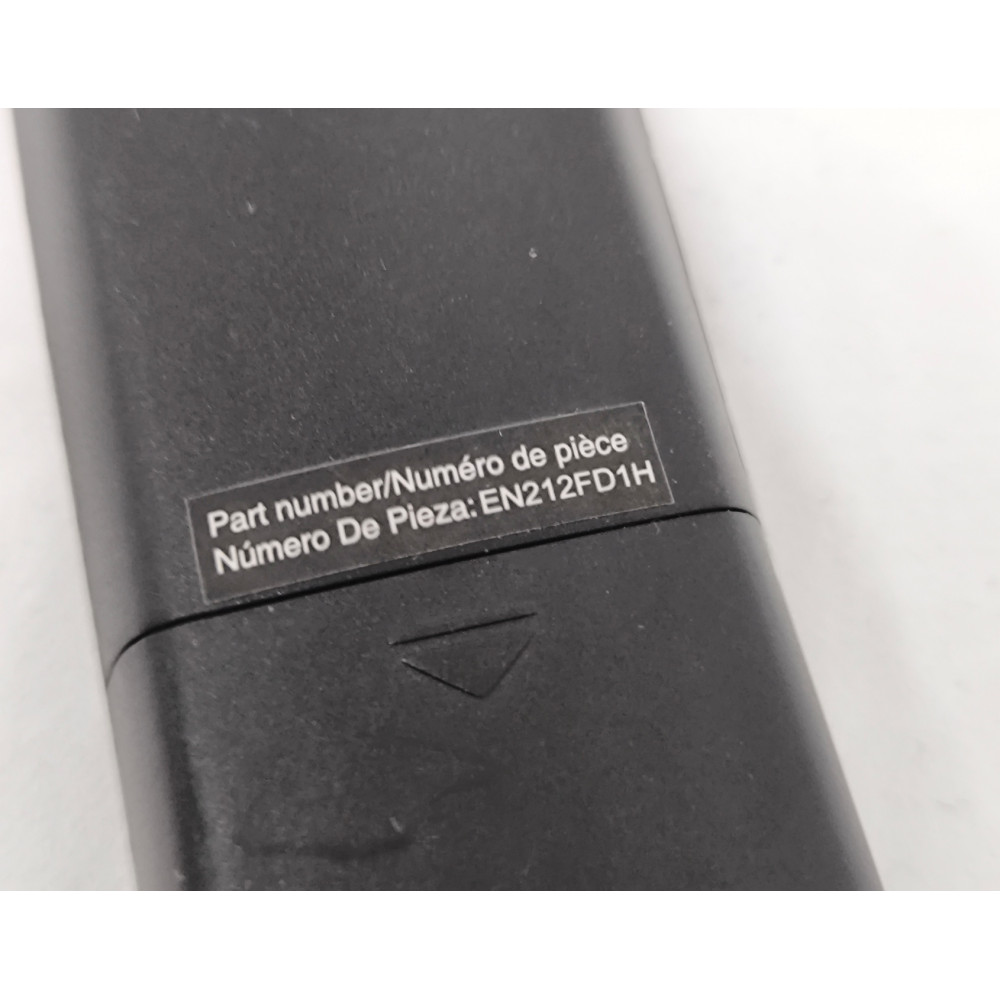 Part number/Numéro de pièce
Número De Pieza: EN212FD1H